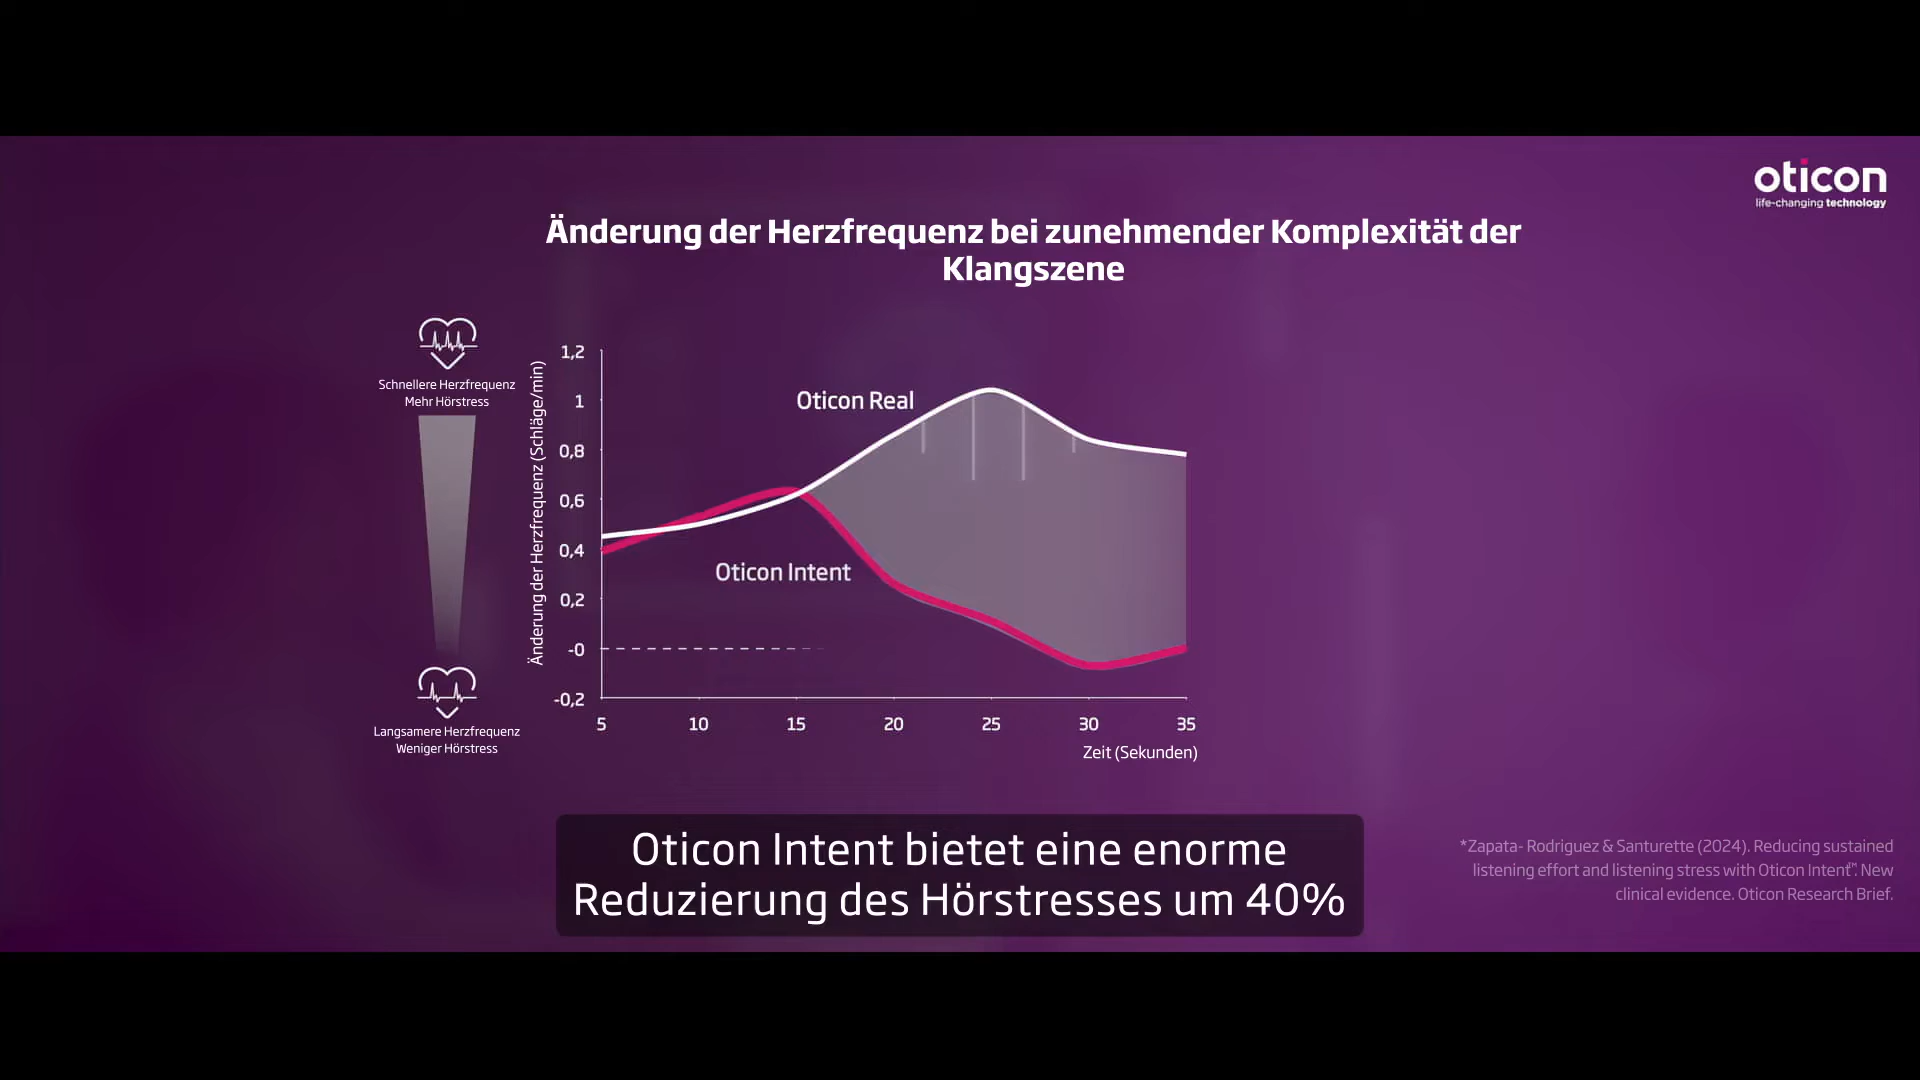 oticon
life-changing technology
Änderung der Herzfrequenz bei zunehmender Komplexität der
Klangszene
Schnellere Herzfrequenz
Mehr Hörstress
Langsamere Herzfrequenz
Weniger Hörstress
Änderung der Herzfrequenz (Schläge/min)
1,2
1
0,8
0,6
0,4
0,2
-0
-0,2
Oticon Real
Oticon Intent
5 10 15 20 25 30 35
Zeit (Sekunden)
Oticon Intent bietet eine enorme
Reduzierung des Hörstresses um 40%
*Zapata- Rodriguez & Santurette (2024). Reducing sustained
listening effort and listening stress with Oticon Intent™. New
clinical evidence. Oticon Research Brief.